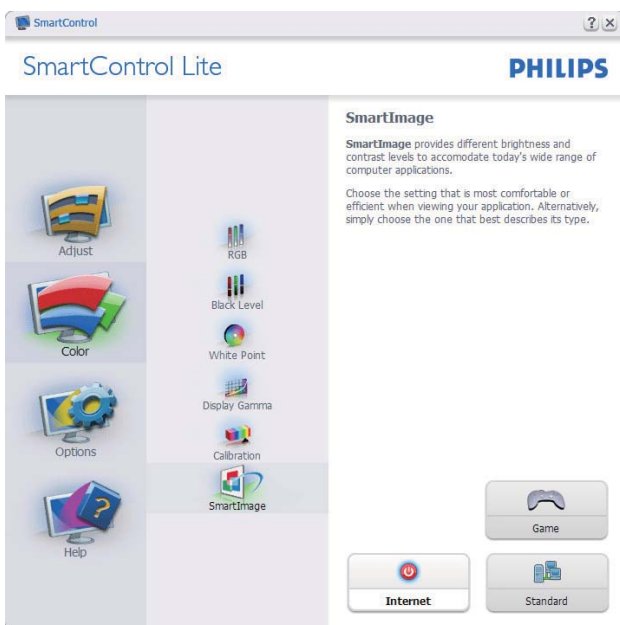 SmartControl
SmartControl Lite
PHILIPS
Adjust
Color
Options
Help
RGB
Black Level
White Point
Display Gamma
Calibration
SmartImage
SmartImage
SmartImage provides different brightness and
contrast levels to accomodate today's wide range of
computer applications.
Choose the setting that is most comfortable or
efficient when viewing your application. Alternatively,
simply choose the one that best describes its type.
Game
Internet
Standard